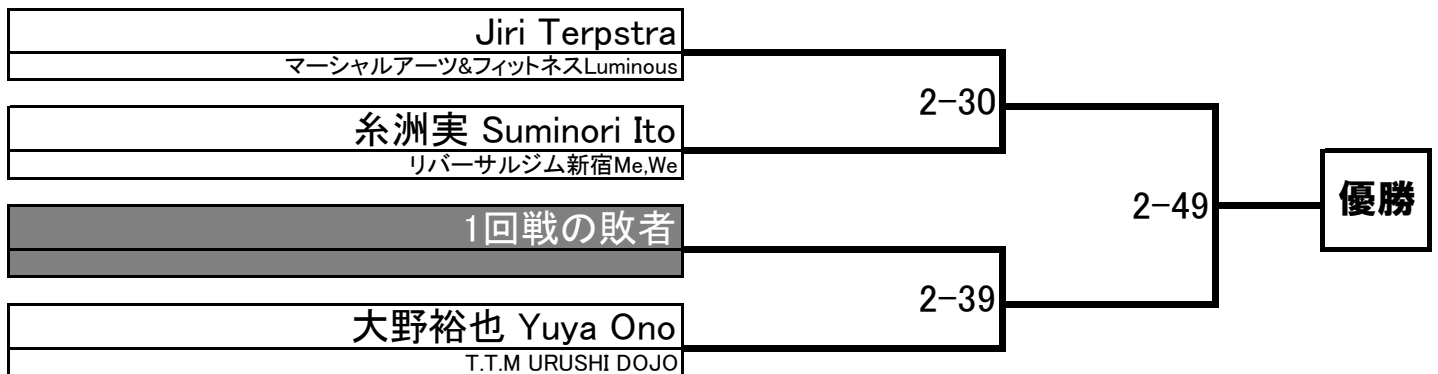 Jiri Terpstra
マーシャルアーツ&フィットネスLuminous
2-30
糸洲実 Suminori Ito
リバーサルジム新宿Me,We
2-49
優勝
1回戦の敗者
2-39
大野裕也 Yuya Ono
T.T.M URUSHI DOJO